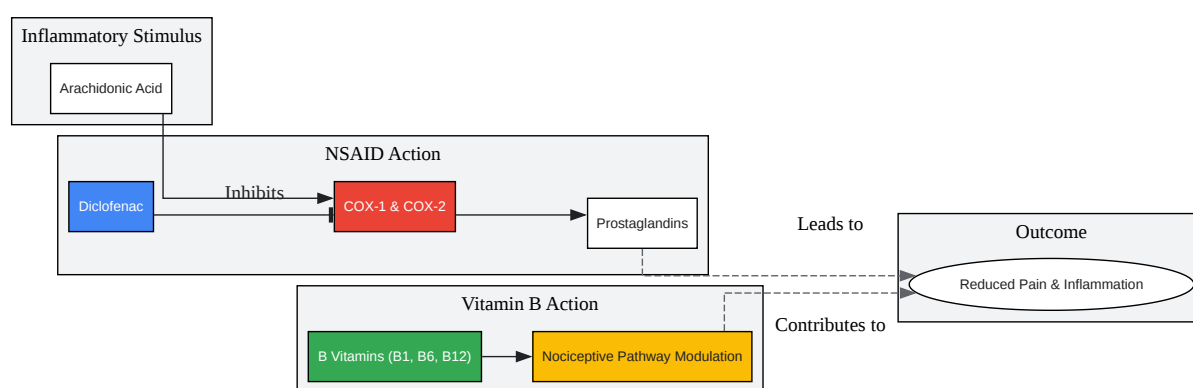 Inflammatory Stimulus
Arachidonic Acid
NSAID Action
Diclofenac
Inhibits
COX-1 & COX-2
Prostaglandins
Leads to
Outcome
Reduced Pain & Inflammation
Vitamin B Action
Contributes to
B Vitamins (B1, B6, B12)
Nociceptive Pathway Modulation